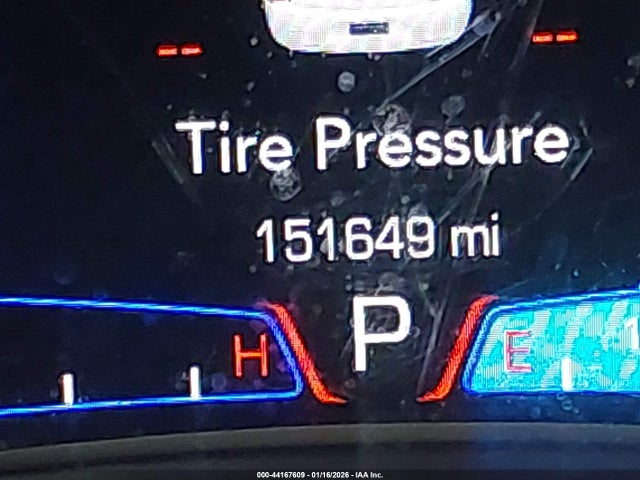 -- --
Tire Pressure
151649 mi
P
H
E
000-44167609 - 01/16/2026 - IAA Inc.